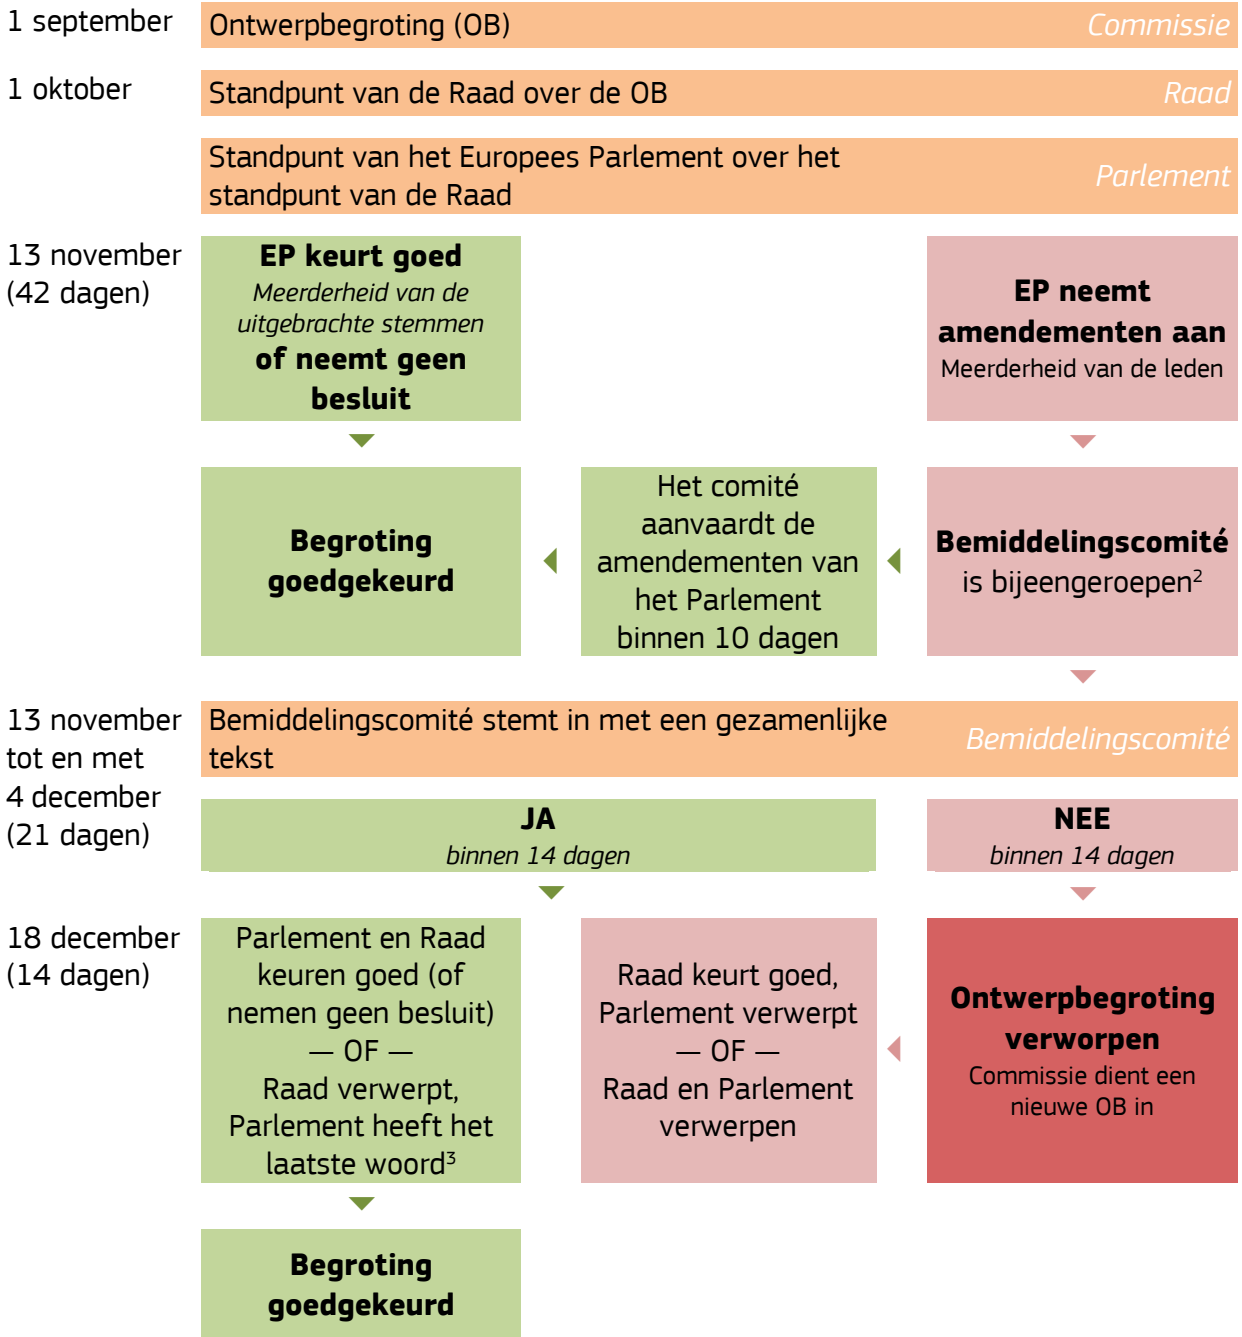 1 september
Ontwerpbegroting (OB)
Commissie
1 oktober
Standpunt van de Raad over de OB
Raad
Standpunt van het Europees Parlement over het
standpunt van de Raad
Parlement
13 november
(42 dagen)
EP keurt goed
Meerderheid van de
uitgebrachte stemmen
of neemt geen
besluit
EP neemt
amendementen aan
Meerderheid van de leden
Begroting
goedgekeurd
Het comité
aanvaardt de
amendementen van
het Parlement
binnen 10 dagen
Bemiddelingscomité
is bijeengeroepen²
13 november
tot en met
4 december
(21 dagen)
Bemiddelingscomité stemt in met een gezamenlijke
tekst
Bemiddelingscomité
JA
binnen 14 dagen
NEE
binnen 14 dagen
18 december
(14 dagen)
Parlement en Raad
keuren goed (of
nemen geen besluit)
— OF —
Raad verwerpt,
Parlement heeft het
laatste woord³
Raad keurt goed,
Parlement verwerpt
— OF —
Raad en Parlement
verwerpen
Ontwerpbegroting
verworpen
Commissie dient een
nieuwe OB in
Begroting
goedgekeurd